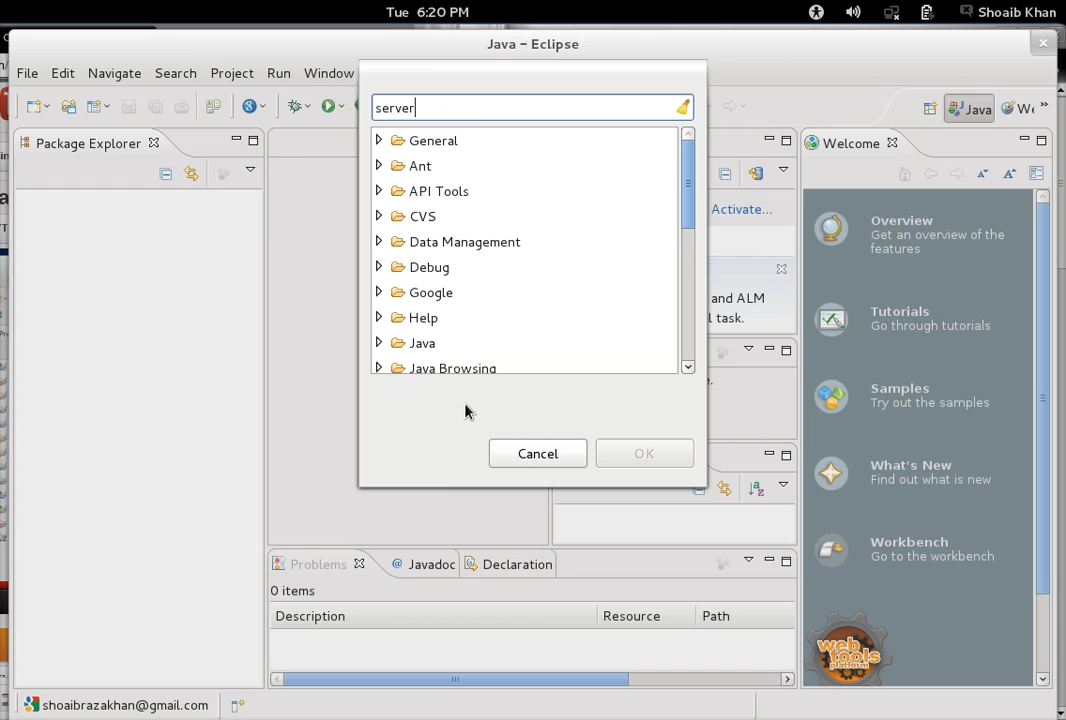 Tue 6:20 PM
Shoaib Khan
Java – Eclipse
File Edit Navigate Search Project Run Window
server
Java
We
Package Explorer
General
Ant
API Tools
CVS
Data Management
Debug
Google
Help
Java
Java Browsing
Cancel
OK
Activate...
and ALM
task.
Welcome
Overview
Get an overview of the
features
Tutorials
Go through tutorials
Samples
Try out the samples
What's New
Find out what is new
Workbench
Go to the workbench
web
tools
platform
Problems
@ Javadoc
Declaration
0 items
Description
Resource
Path
shoaibrazakhan@gmail.com